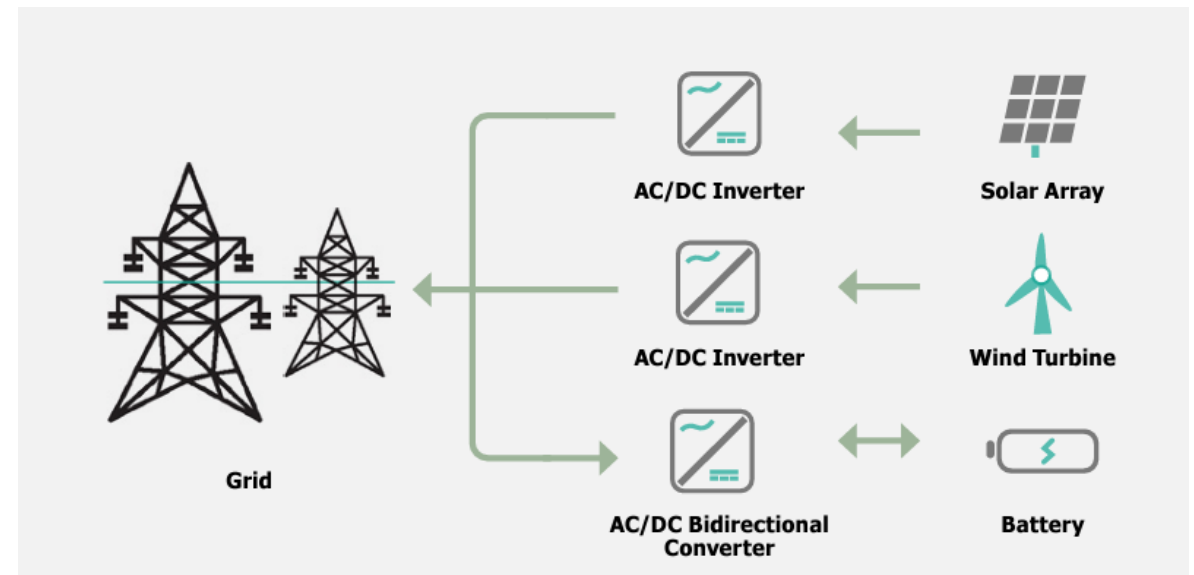 AC/DC Inverter
Solar Array
AC/DC Inverter
Wind Turbine
Grid
AC/DC Bidirectional
Converter
Battery